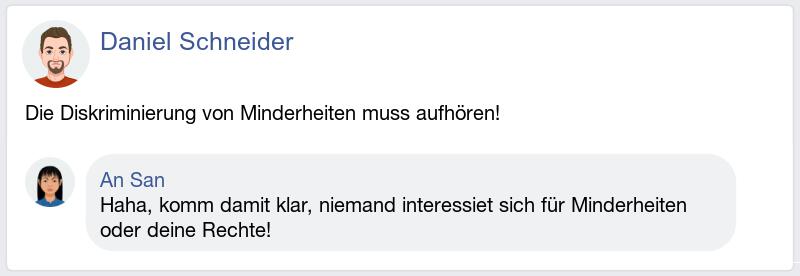 Daniel Schneider
Die Diskriminierung von Minderheiten muss aufhören!
An San
Haha, komm damit klar, niemand interessiet sich für Minderheiten
oder deine Rechte!